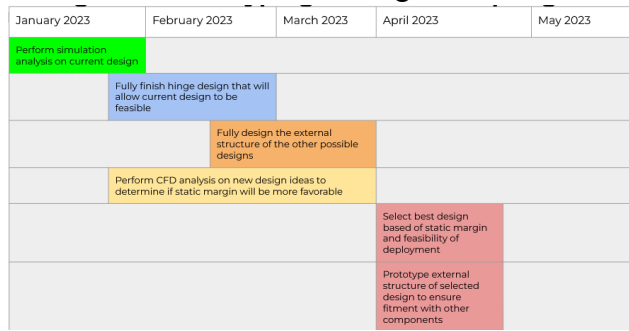 January 2023
February 2023
March 2023
April 2023
May 2023
Perform simulation
analysis on current design
Fully finish hinge design that will
allow current design to be
feasible
Fully design the external
structure of the other possible
designs
Perform CFD analysis on new design ideas to
determine if static margin will be more favorable
Select best design
based of static margin
and feasibility of
deployment
Prototype external
structure of selected
design to ensure
fitment with other
components